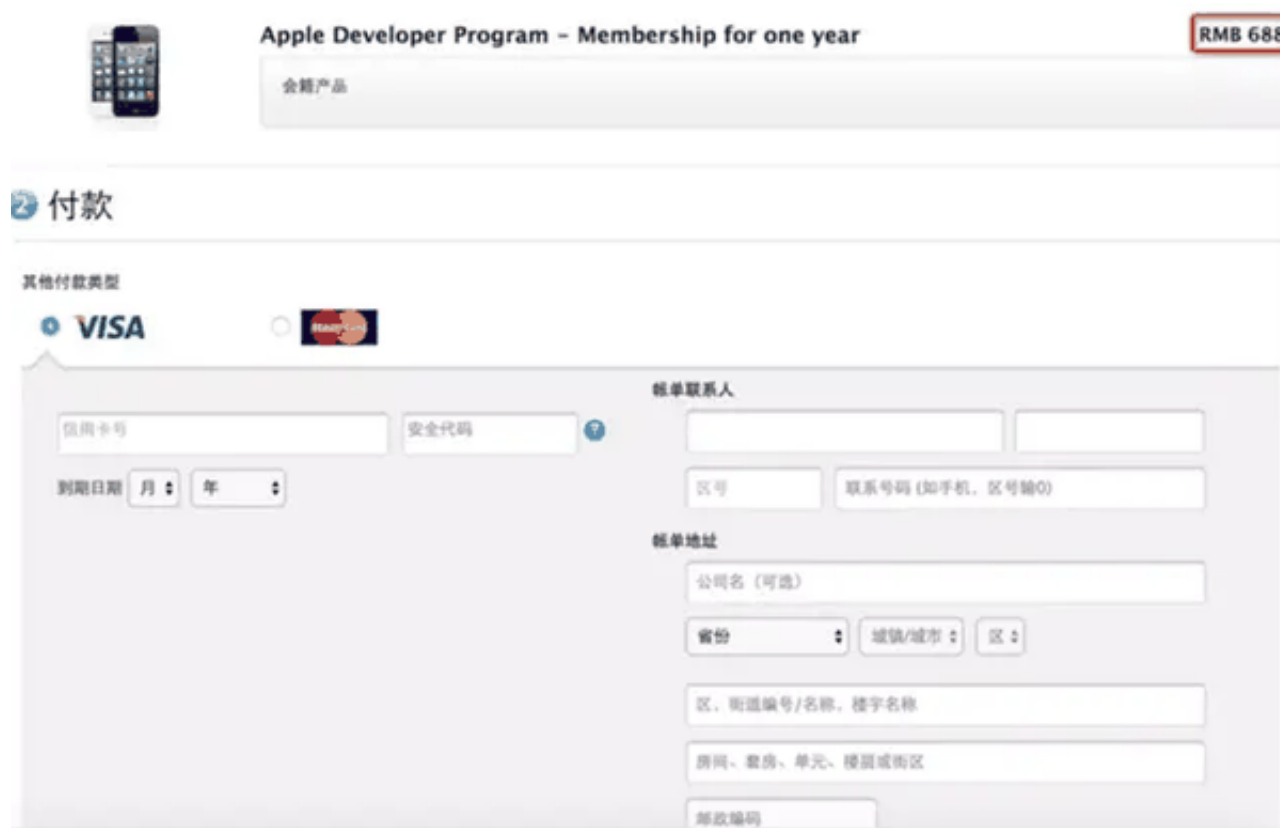 Apple Developer Program – Membership for one year
RMB 688
会籍产品
2 付款
其他付款类型
VISA
MasterCard
帐单联系人
信用卡号
安全代码
?
到期日期
月
年
区号
联系号码 (如手机，区号输0)
帐单地址
公司名（可选）
省份
城镇/城市
区
区、街道编号/名称，楼宇名称
房间、套房、单元、楼层或街区
邮政编码